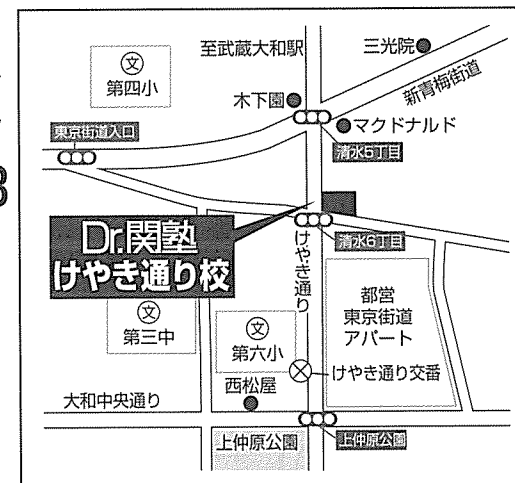 至武蔵大和駅
三光院
文
第四小
木下園
新青梅街道
マクドナルド
東京街道入口
清水5丁目
Dr.関塾
けやき通り校
清水6丁目
けやき通り
文
第三中
文
第六小
都営
東京街道
アパート
けやき通り交番
西松屋
大和中央通り
上仲原公園
上仲原公園